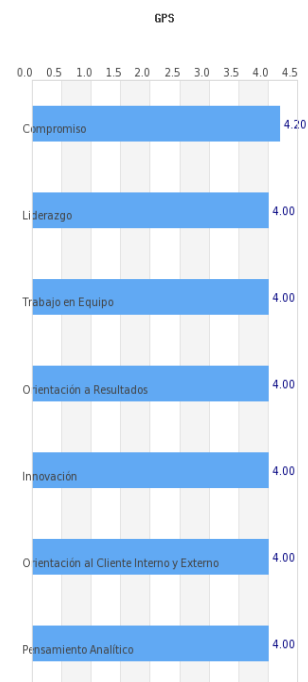 GPS
0.0 0.5 1.0 1.5 2.0 2.5 3.0 3.5 4.0 4.5
Compromiso 4.20
Liderazgo 4.00
Trabajo en Equipo 4.00
Orientación a Resultados 4.00
Innovación 4.00
Orientación al Cliente Interno y Externo 4.00
Pensamiento Analítico 4.00